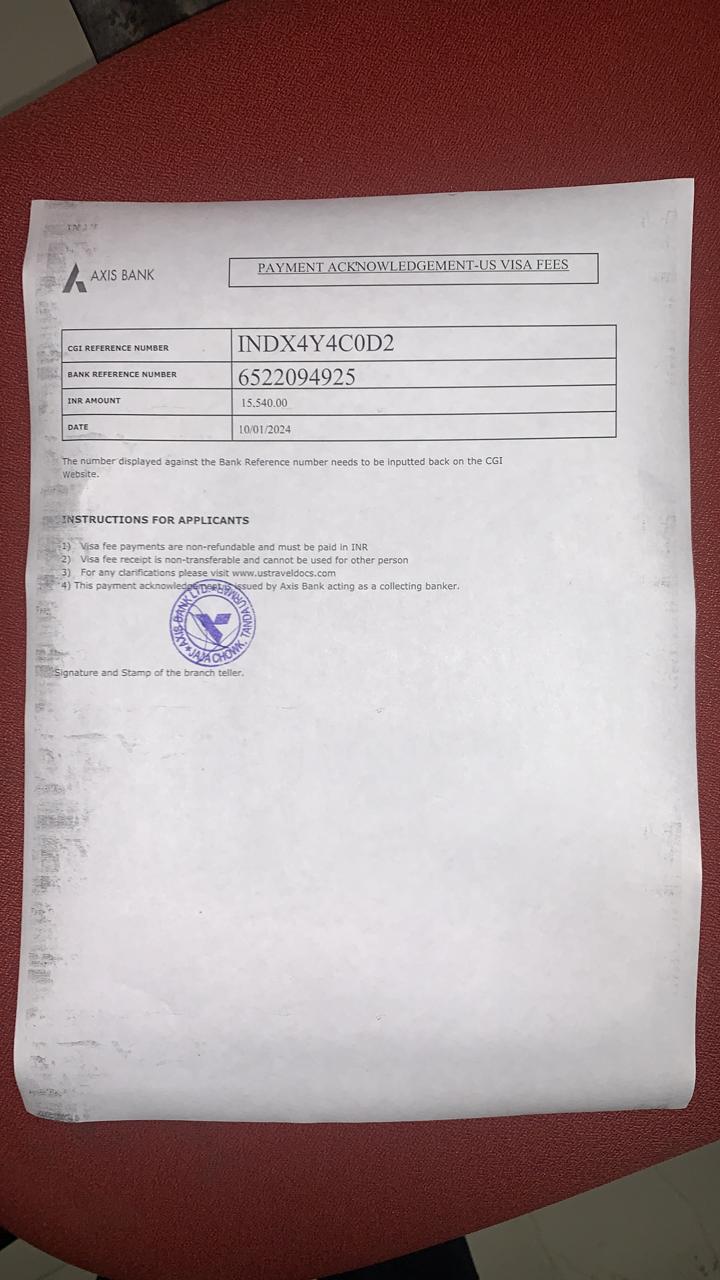 AXIS BANK
PAYMENT ACKNOWLEDGEMENT-US VISA FEES
CGI REFERENCE NUMBER INDX4Y4C0D2
BANK REFERENCE NUMBER 6522094925
INR AMOUNT 15,540.00
DATE 10/01/2024
The number displayed against the Bank Reference number needs to be inputted back on the CGI
Website.
INSTRUCTIONS FOR APPLICANTS
1) Visa fee payments are non-refundable and must be paid in INR
2) Visa fee receipt is non-transferable and cannot be used for other person
3) For any clarifications please visit www.ustraveldocs.com
4) This payment acknowledgement is issued by Axis Bank acting as a collecting banker.
AXIS BANK LTD.
JAJA CHOWK, TANDA URMAR
Signature and Stamp of the branch teller.